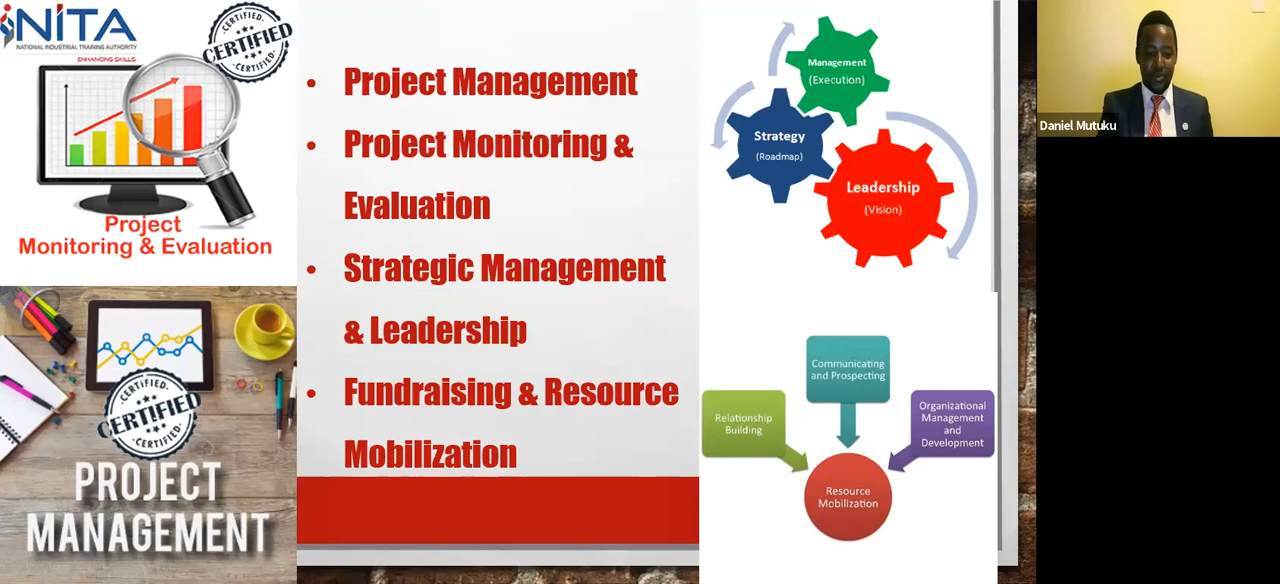 NITA
NATIONAL INDUSTRIAL TRAINING AUTHORITY
ENHANCING SKILLS
CERTIFIED
CERTIFIED
CERTIFIED
Project
Monitoring & Evaluation
CERTIFIED
CERTIFIED
CERTIFIED
PROJECT
MANAGEMENT
• Project Management
• Project Monitoring &
Evaluation
• Strategic Management
& Leadership
• Fundraising & Resource
Mobilization
Management
(Execution)
Strategy
(Roadmap)
Leadership
(Vision)
Communicating
and Prospecting
Relationship
Building
Organizational
Management
and
Development
Resource
Mobilization
Daniel Mutuku